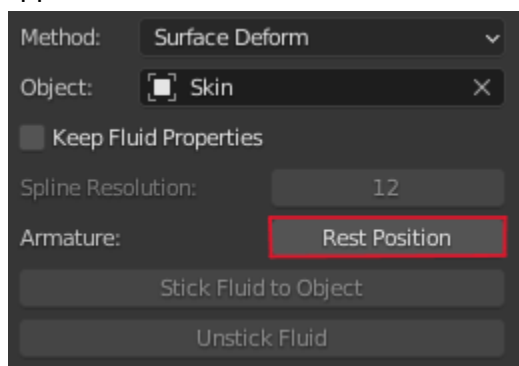 Method: Surface Deform
Object: Skin
Keep Fluid Properties
Spline Resolution: 12
Armature: Rest Position
Stick Fluid to Object
Unstick Fluid